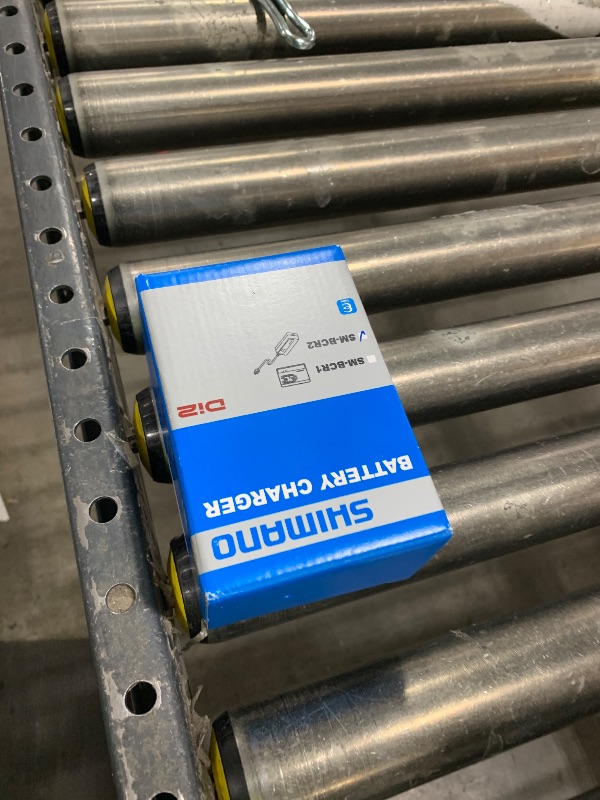 SHIMANO
BATTERY CHARGER
Di2
SM-BCR1
SM-BCR2